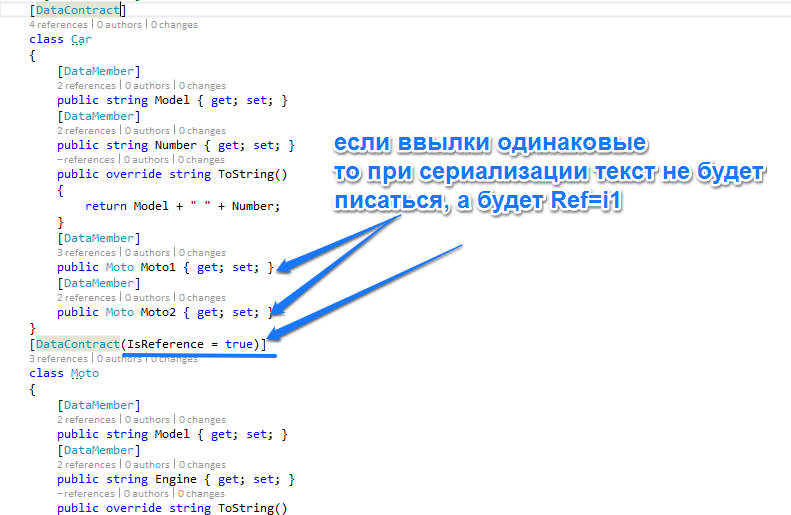 [DataContract]
4 references | 0 authors | 0 changes
class Car
{
[DataMember]
2 references | 0 authors | 0 changes
public string Model { get; set; }
[DataMember]
2 references | 0 authors | 0 changes
public string Number { get; set; }
– references | 0 authors | 0 changes
public override string ToString()
{
return Model + " " + Number;
}
[DataMember]
3 references | 0 authors | 0 changes
public Moto Moto1 { get; set; }
[DataMember]
2 references | 0 authors | 0 changes
public Moto Moto2 { get; set; }
}
[DataContract(IsReference = true)]
3 references | 0 authors | 0 changes
class Moto
{
[DataMember]
2 references | 0 authors | 0 changes
public string Model { get; set; }
[DataMember]
2 references | 0 authors | 0 changes
public string Engine { get; set; }
– references | 0 authors | 0 changes
public override string ToString()
если ввылки одинаковые
то при сериализации текст не будет
писаться, а будет Ref=i1